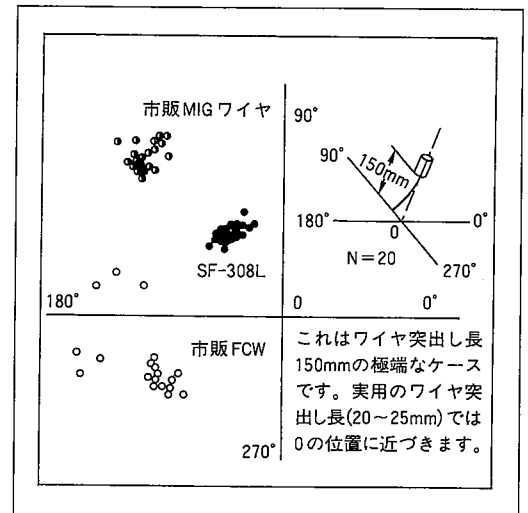 市販MIGワイヤ
90°
90°
150mm
180°
0°
0
N=20
270°
SF-308L
180°
0
0°
市販FCW
270°
これはワイヤ突出し長
150mmの極端なケース
です。実用のワイヤ突
出し長(20~25mm)では
0の位置に近づきます。